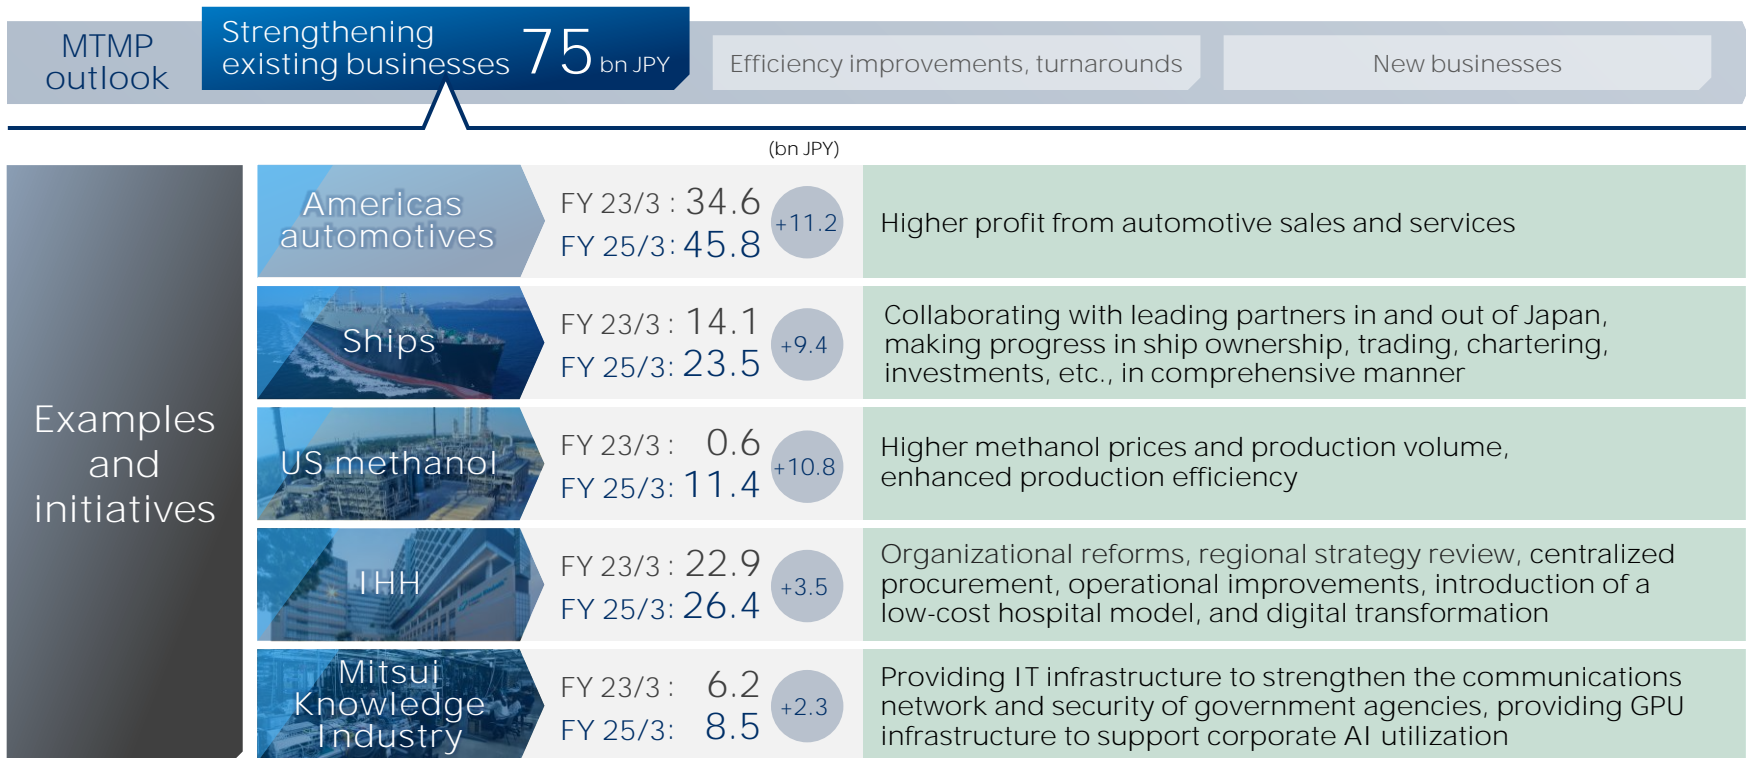 MTMP
outlook
Strengthening
existing businesses 75 bn JPY
Efficiency improvements, turnarounds
New businesses
(bn JPY)
Examples
and
initiatives
Americas
automotives
FY 23/3 : 34.6
FY 25/3: 45.8
+11.2
Higher profit from automotive sales and services
Ships
FY 23/3 : 14.1
FY 25/3: 23.5
+9.4
Collaborating with leading partners in and out of Japan,
making progress in ship ownership, trading, chartering,
investments, etc., in comprehensive manner
US methanol
FY 23/3 : 0.6
FY 25/3: 11.4
+10.8
Higher methanol prices and production volume,
enhanced production efficiency
IHH
FY 23/3 : 22.9
FY 25/3: 26.4
+3.5
Organizational reforms, regional strategy review, centralized
procurement, operational improvements, introduction of a
low-cost hospital model, and digital transformation
Mitsui
Knowledge
Industry
FY 23/3 : 6.2
FY 25/3: 8.5
+2.3
Providing IT infrastructure to strengthen the communications
network and security of government agencies, providing GPU
infrastructure to support corporate AI utilization